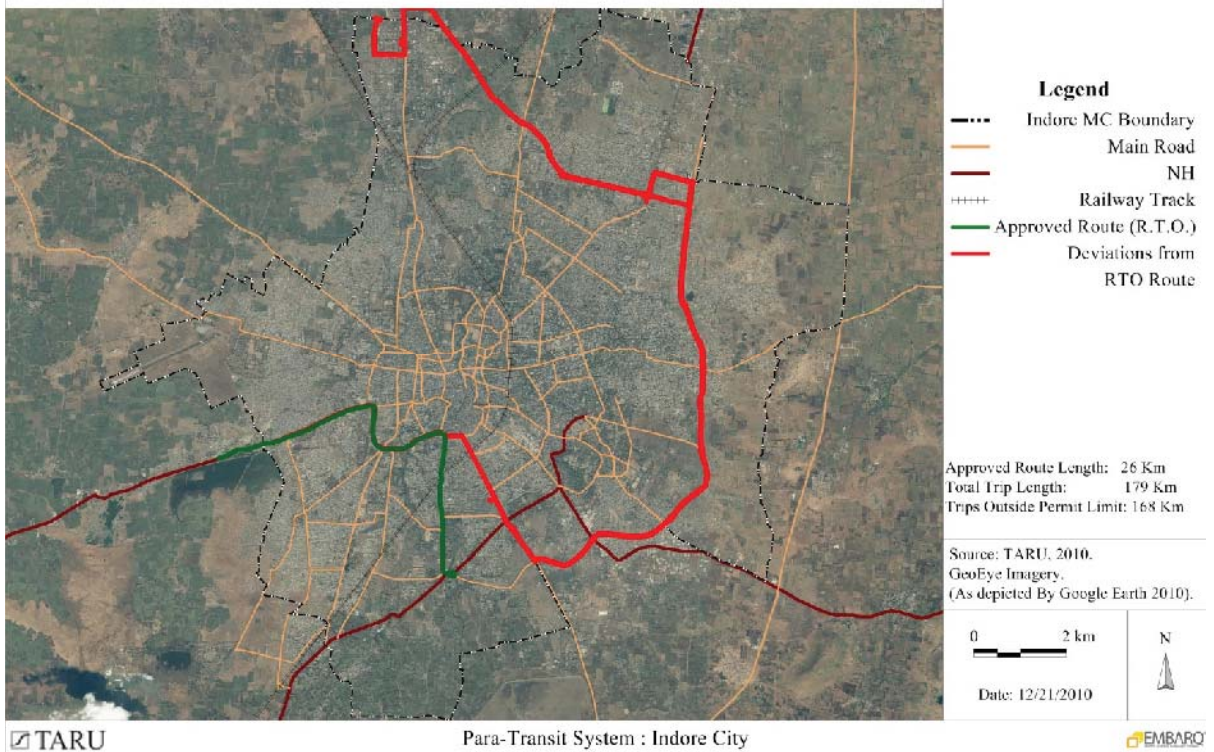 Legend
Indore MC Boundary
Main Road
NH
Railway Track
Approved Route (R.T.O.)
Deviations from
RTO Route
Approved Route Length: 26 Km
Total Trip Length: 179 Km
Trips Outside Permit Limit: 168 Km
Source: TARU, 2010.
GeoEye Imagery.
(As depicted By Google Earth 2010).
0 2 km
N
Date: 12/21/2010
TARU
Para-Transit System : Indore City
EMBARQ